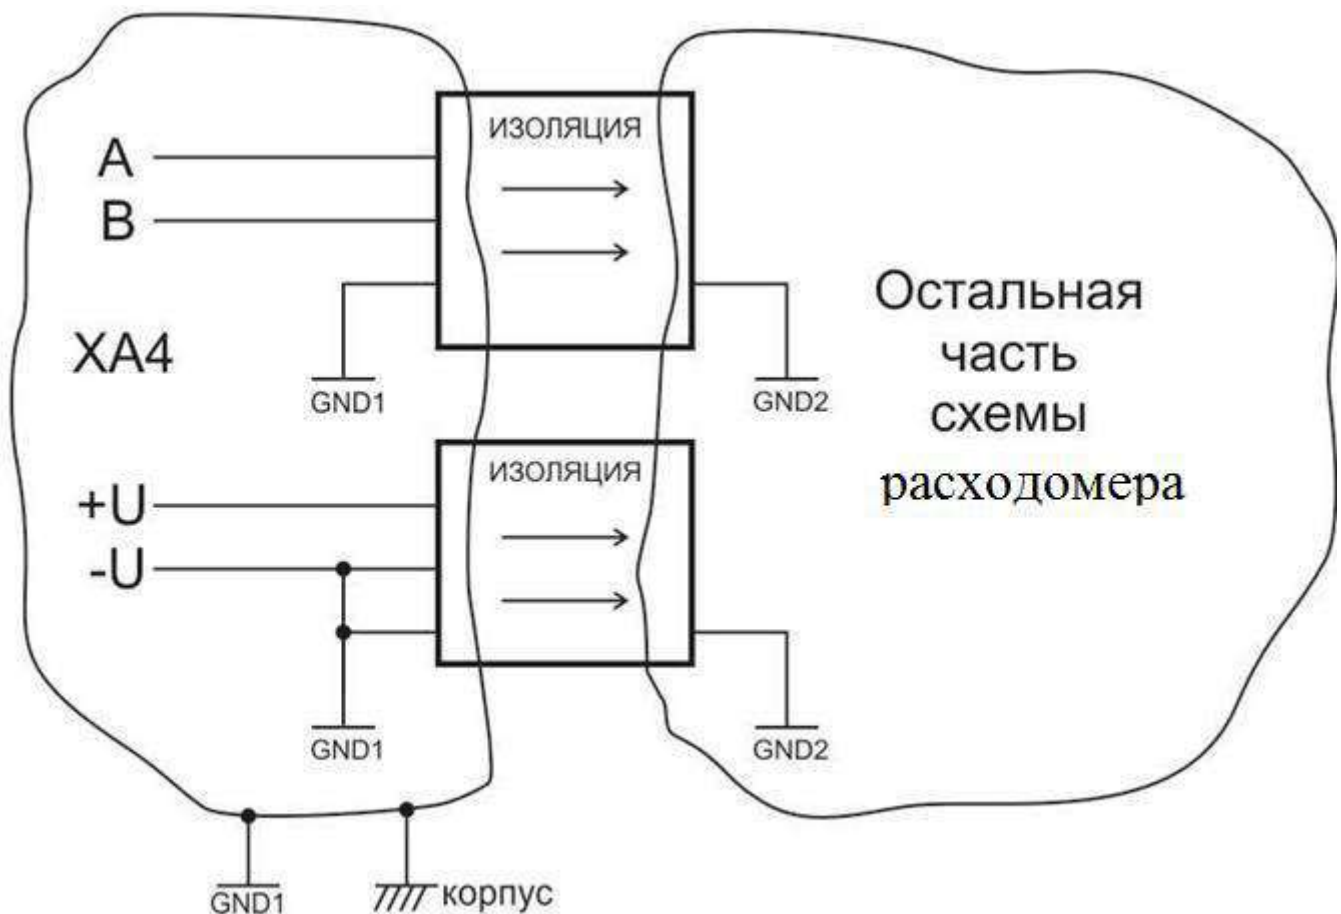 A
B
XA4
+U
-U
ИЗОЛЯЦИЯ
GND1
GND2
ИЗОЛЯЦИЯ
GND1
GND2
Остальная
часть
схемы
расходомера
GND1
корпус